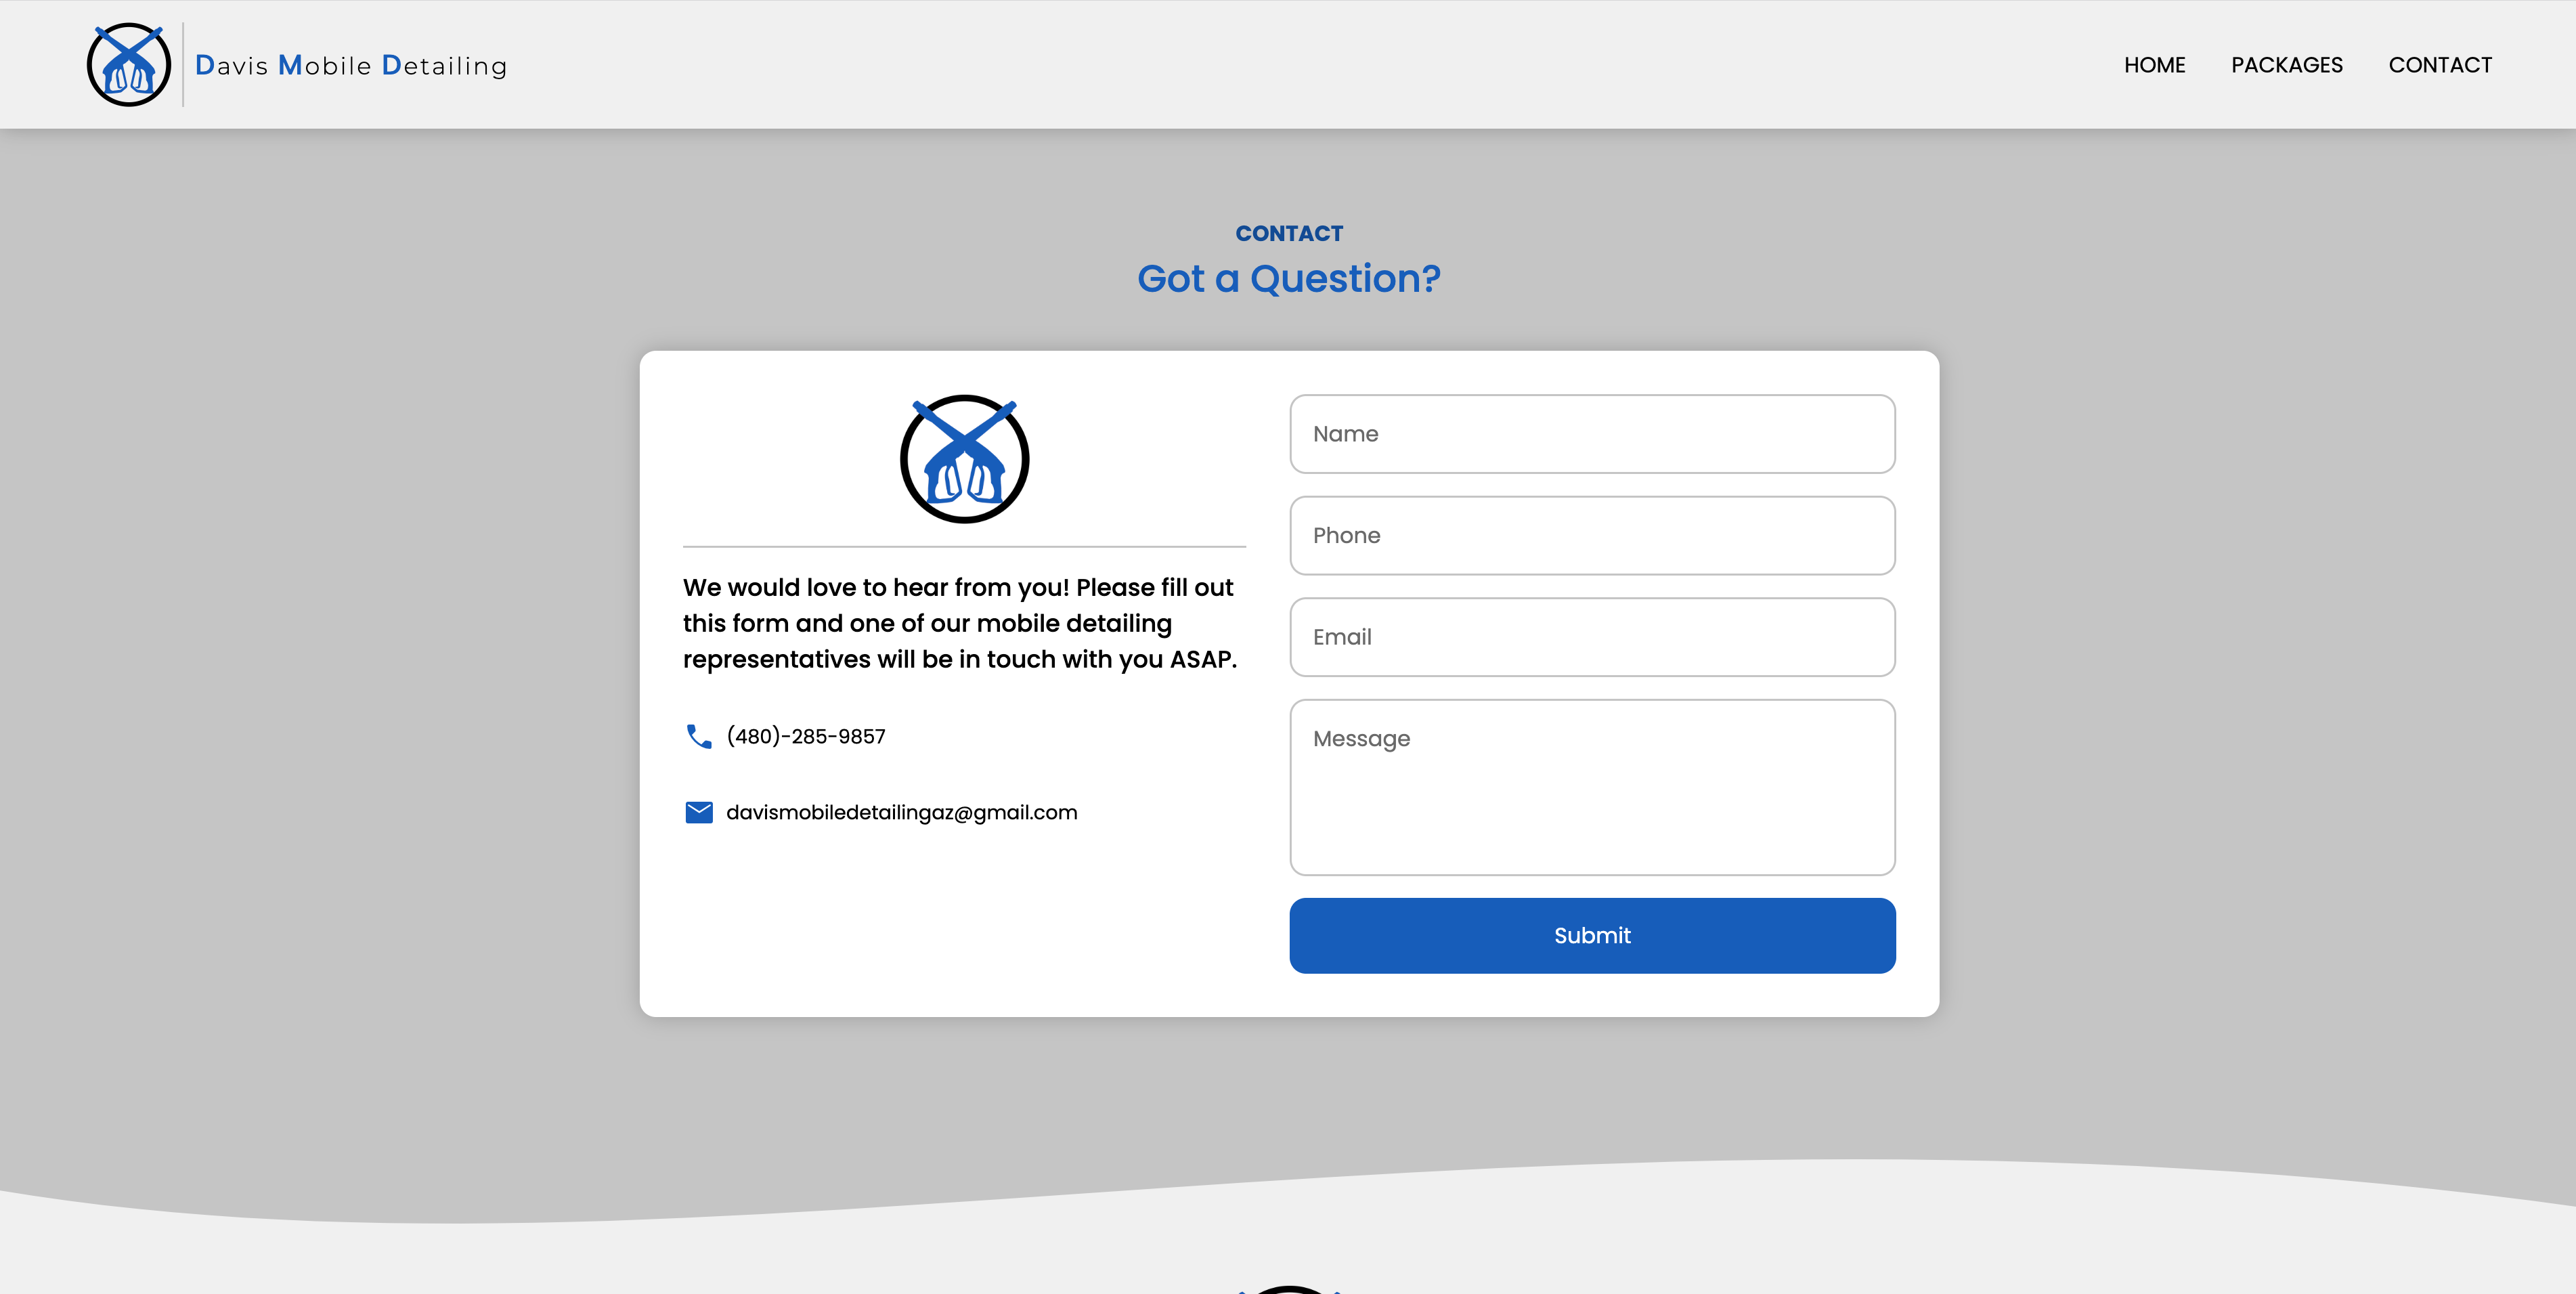 Davis Mobile Detailing
HOME
PACKAGES
CONTACT
CONTACT
Got a Question?
We would love to hear from you! Please fill out
this form and one of our mobile detailing
representatives will be in touch with you ASAP.
(480)-285-9857
davismobiledetailingaz@gmail.com
Name
Phone
Email
Message
Submit